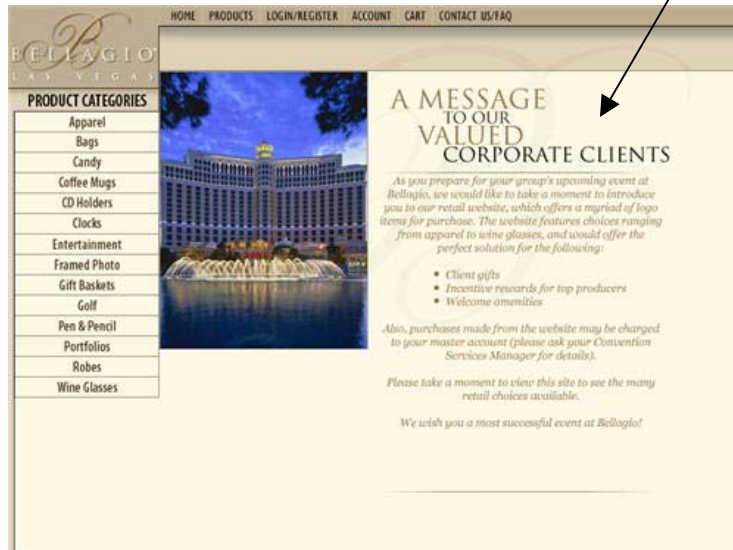 HOME PRODUCTS LOGIN/REGISTER ACCOUNT CART CONTACT US/FAQ
B
BELLAGIO
LAS VEGAS
PRODUCT CATEGORIES
Apparel
Bags
Candy
Coffee Mugs
CD Holders
Clocks
Entertainment
Framed Photo
Gift Baskets
Golf
Pen & Pencil
Portfolios
Robes
Wine Glasses
A MESSAGE
TO OUR
VALUED
CORPORATE CLIENTS
As you prepare for your group's upcoming event at
Bellagio, we would like to take a moment to introduce
you to our retail website, which offers a myriad of logo
items for purchase. The website features choices ranging
from apparel to wine glasses, and would offer the
perfect solution for the following:
• Client gifts
• Incentive rewards for top producers
• Welcome amenities
Also, purchases made from the website may be charged
to your master account (please ask your Convention
Services Manager for details).
Please take a moment to view this site to see the many
retail choices available.
We wish you a most successful event at Bellagio!